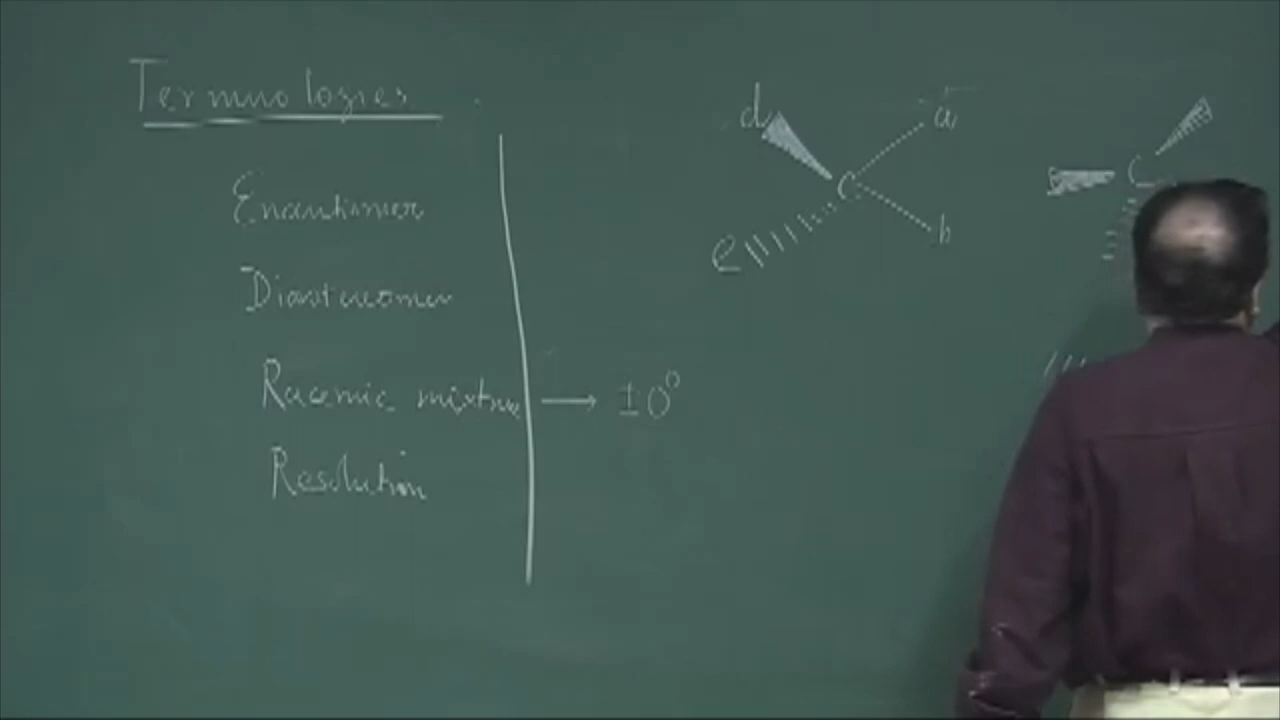 Terminologies
Enantiomer
Diastereomer
Racemic mixture → ±0°
Resolution
d
a
C
e
b
C